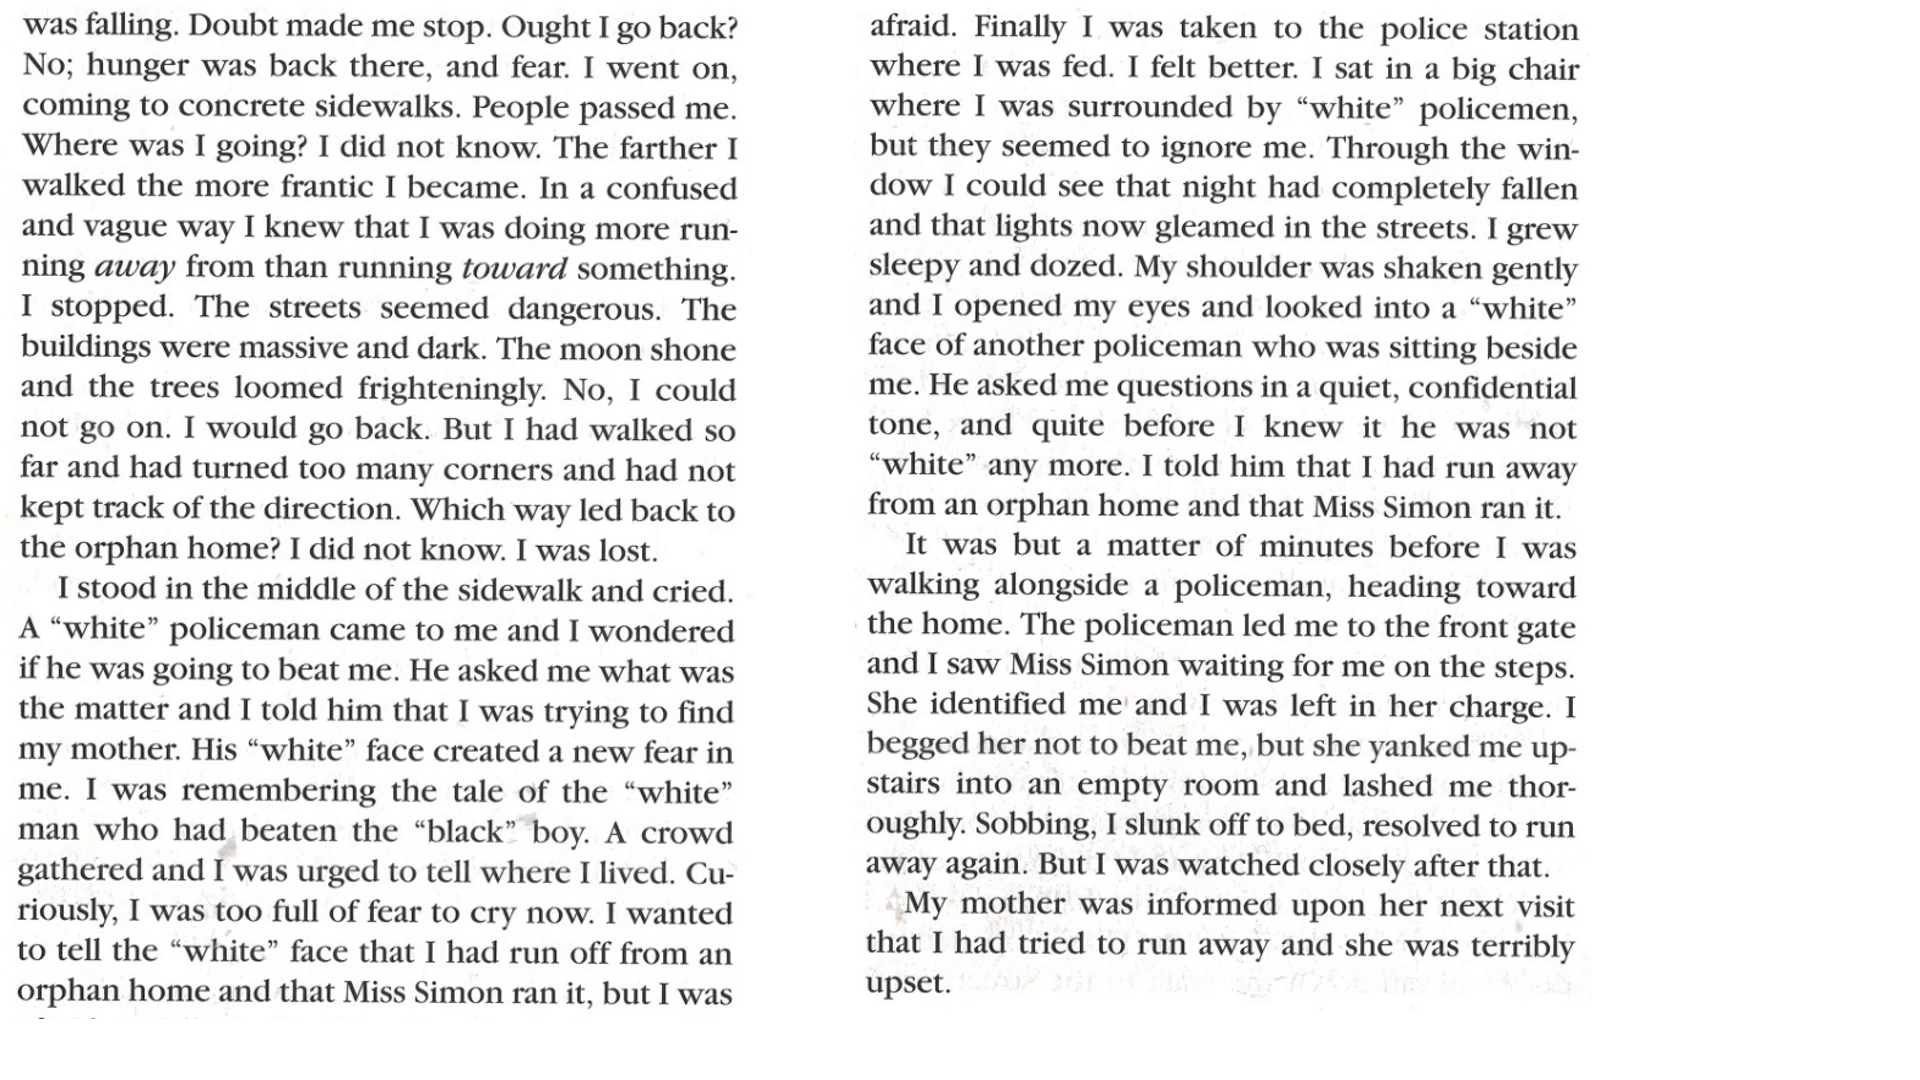 was falling. Doubt made me stop. Ought I go back?
No; hunger was back there, and fear. I went on,
coming to concrete sidewalks. People passed me.
Where was I going? I did not know. The farther I
walked the more frantic I became. In a confused
and vague way I knew that I was doing more run-
ning away from than running toward something.
I stopped. The streets seemed dangerous. The
buildings were massive and dark. The moon shone
and the trees loomed frighteningly. No, I could
not go on. I would go back. But I had walked so
far and had turned too many corners and had not
kept track of the direction. Which way led back to
the orphan home? I did not know. I was lost.
I stood in the middle of the sidewalk and cried.
A “white” policeman came to me and I wondered
if he was going to beat me. He asked me what was
the matter and I told him that I was trying to find
my mother. His “white” face created a new fear in
me. I was remembering the tale of the “white”
man who had beaten the “black” boy. A crowd
gathered and I was urged to tell where I lived. Cu-
riously, I was too full of fear to cry now. I wanted
to tell the “white” face that I had run off from an
orphan home and that Miss Simon ran it, but I was
afraid. Finally I was taken to the police station
where I was fed. I felt better. I sat in a big chair
where I was surrounded by “white” policemen,
but they seemed to ignore me. Through the win-
dow I could see that night had completely fallen
and that lights now gleamed in the streets. I grew
sleepy and dozed. My shoulder was shaken gently
and I opened my eyes and looked into a “white”
face of another policeman who was sitting beside
me. He asked me questions in a quiet, confidential
tone, and quite before I knew it he was not
“white” any more. I told him that I had run away
from an orphan home and that Miss Simon ran it.
It was but a matter of minutes before I was
walking alongside a policeman, heading toward
the home. The policeman led me to the front gate
and I saw Miss Simon waiting for me on the steps.
She identified me and I was left in her charge. I
begged her not to beat me, but she yanked me up-
stairs into an empty room and lashed me thor-
oughly. Sobbing, I slunk off to bed, resolved to run
away again. But I was watched closely after that.
My mother was informed upon her next visit
that I had tried to run away and she was terribly
upset.